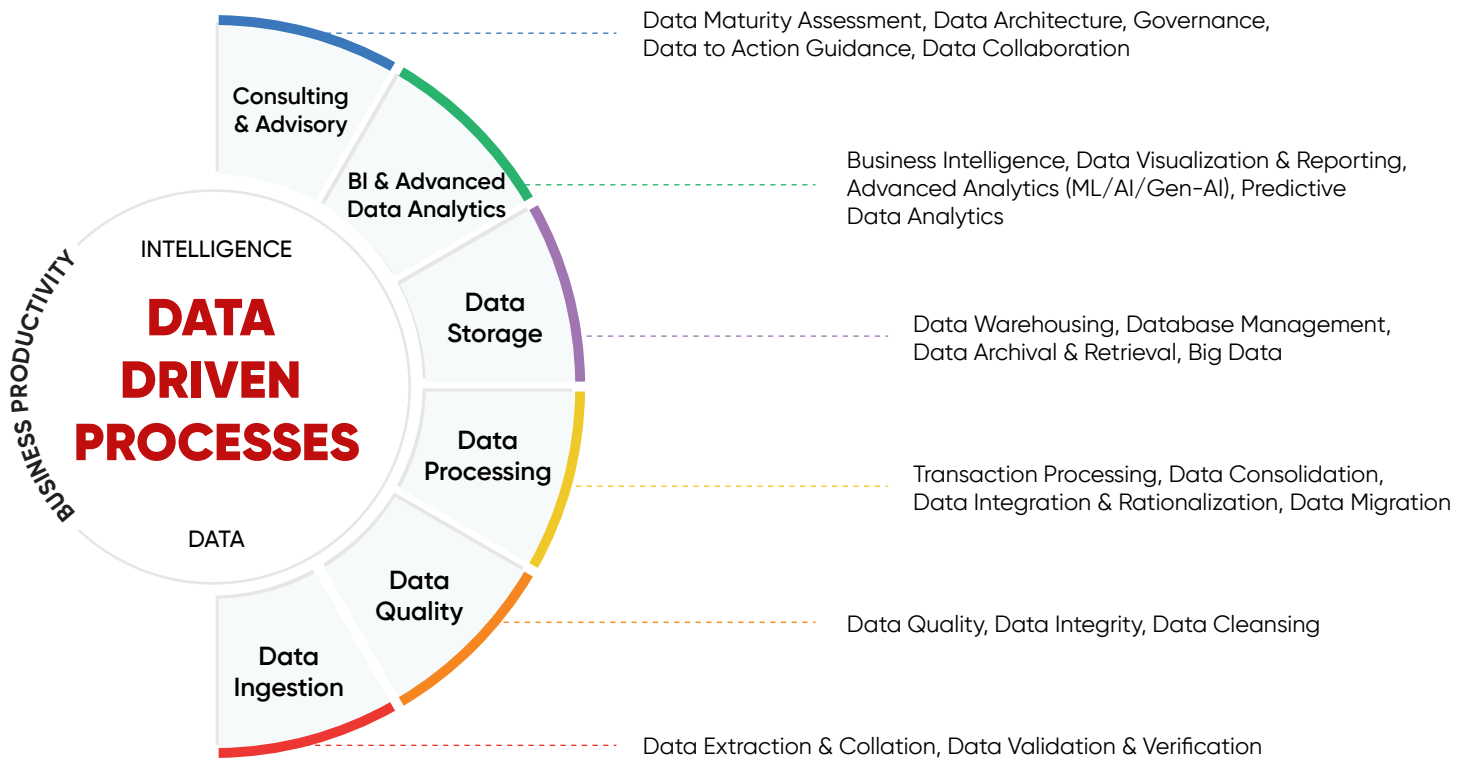 Consulting
& Advisory
Data Maturity Assessment, Data Architecture, Governance,
Data to Action Guidance, Data Collaboration
BI & Advanced
Data Analytics
Business Intelligence, Data Visualization & Reporting,
Advanced Analytics (ML/AI/Gen-AI), Predictive
Data Analytics
Data
Storage
Data Warehousing, Database Management,
Data Archival & Retrieval, Big Data
Data
Processing
Transaction Processing, Data Consolidation,
Data Integration & Rationalization, Data Migration
Data
Quality
Data Quality, Data Integrity, Data Cleansing
Data
Ingestion
Data Extraction & Collation, Data Validation & Verification
BUSINESS PRODUCTIVITY
INTELLIGENCE
DATA
DRIVEN
PROCESSES
DATA